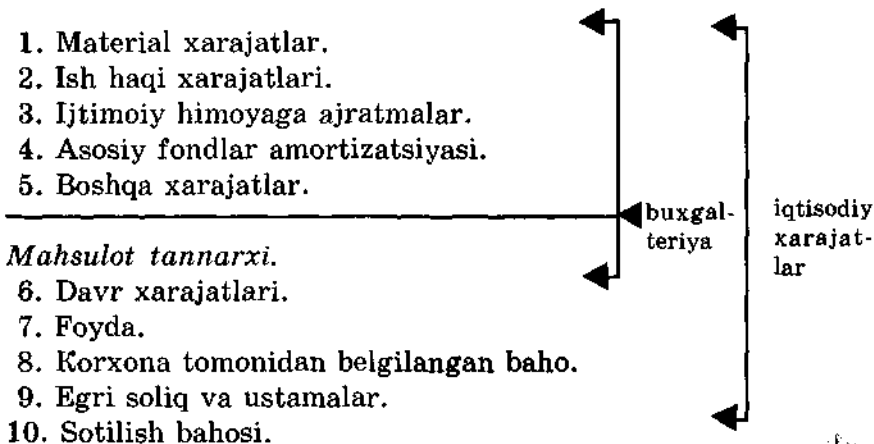 1. Material xarajatlar.
2. Ish haqi xarajatlari.
3. Ijtimoiy himoyaga ajratmalar.
4. Asosiy fondlar amortizatsiyasi.
5. Boshqa xarajatlar.
buxgal-
teriya
iqtisodiy
xarajat-
lar
Mahsulot tannarxi.
6. Davr xarajatlari.
7. Foyda.
8. Korxona tomonidan belgilangan baho.
9. Egri soliq va ustamalar.
10. Sotilish bahosi.